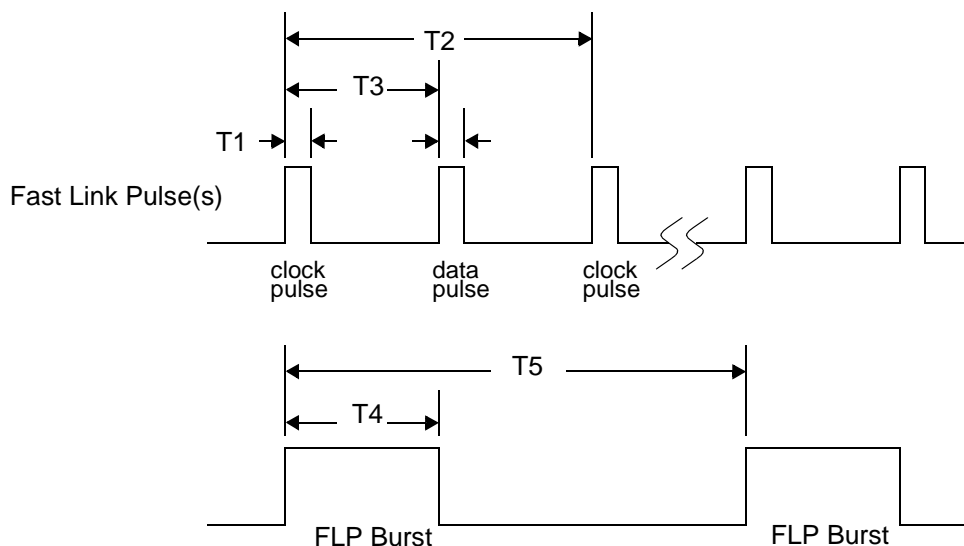 T2
T3
T1
Fast Link Pulse(s)
clock
pulse
data
pulse
clock
pulse
T5
T4
FLP Burst
FLP Burst